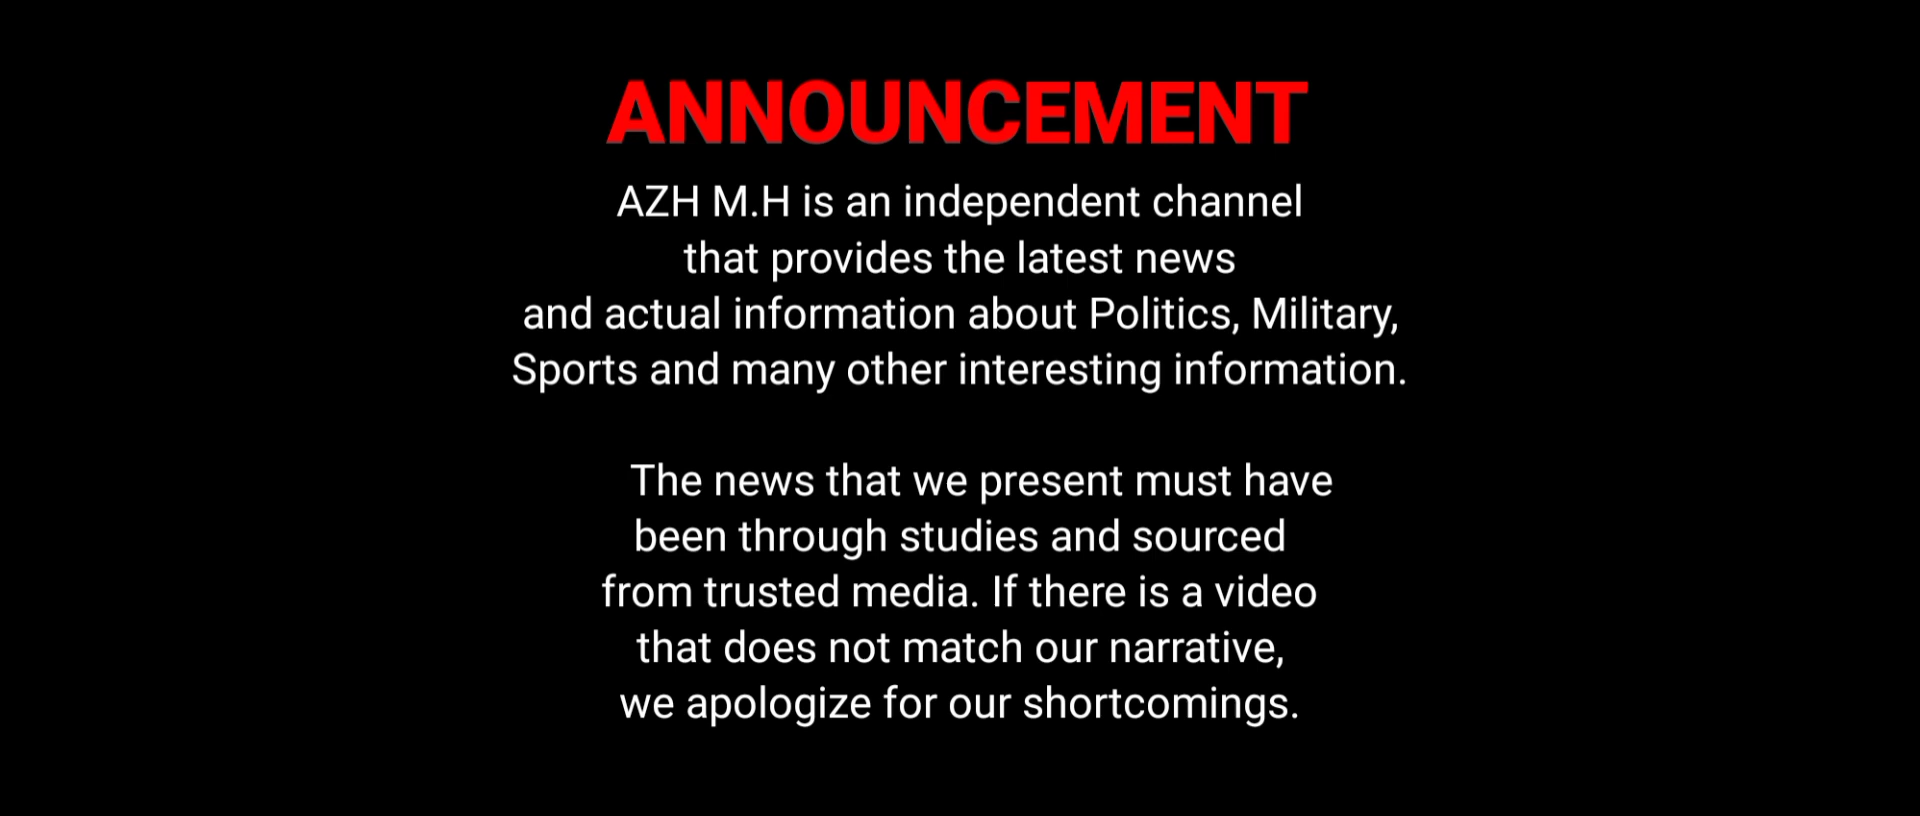 ANNOUNCEMENT
AZH M.H is an independent channel
that provides the latest news
and actual information about Politics, Military,
Sports and many other interesting information.
The news that we present must have
been through studies and sourced
from trusted media. If there is a video
that does not match our narrative,
we apologize for our shortcomings.